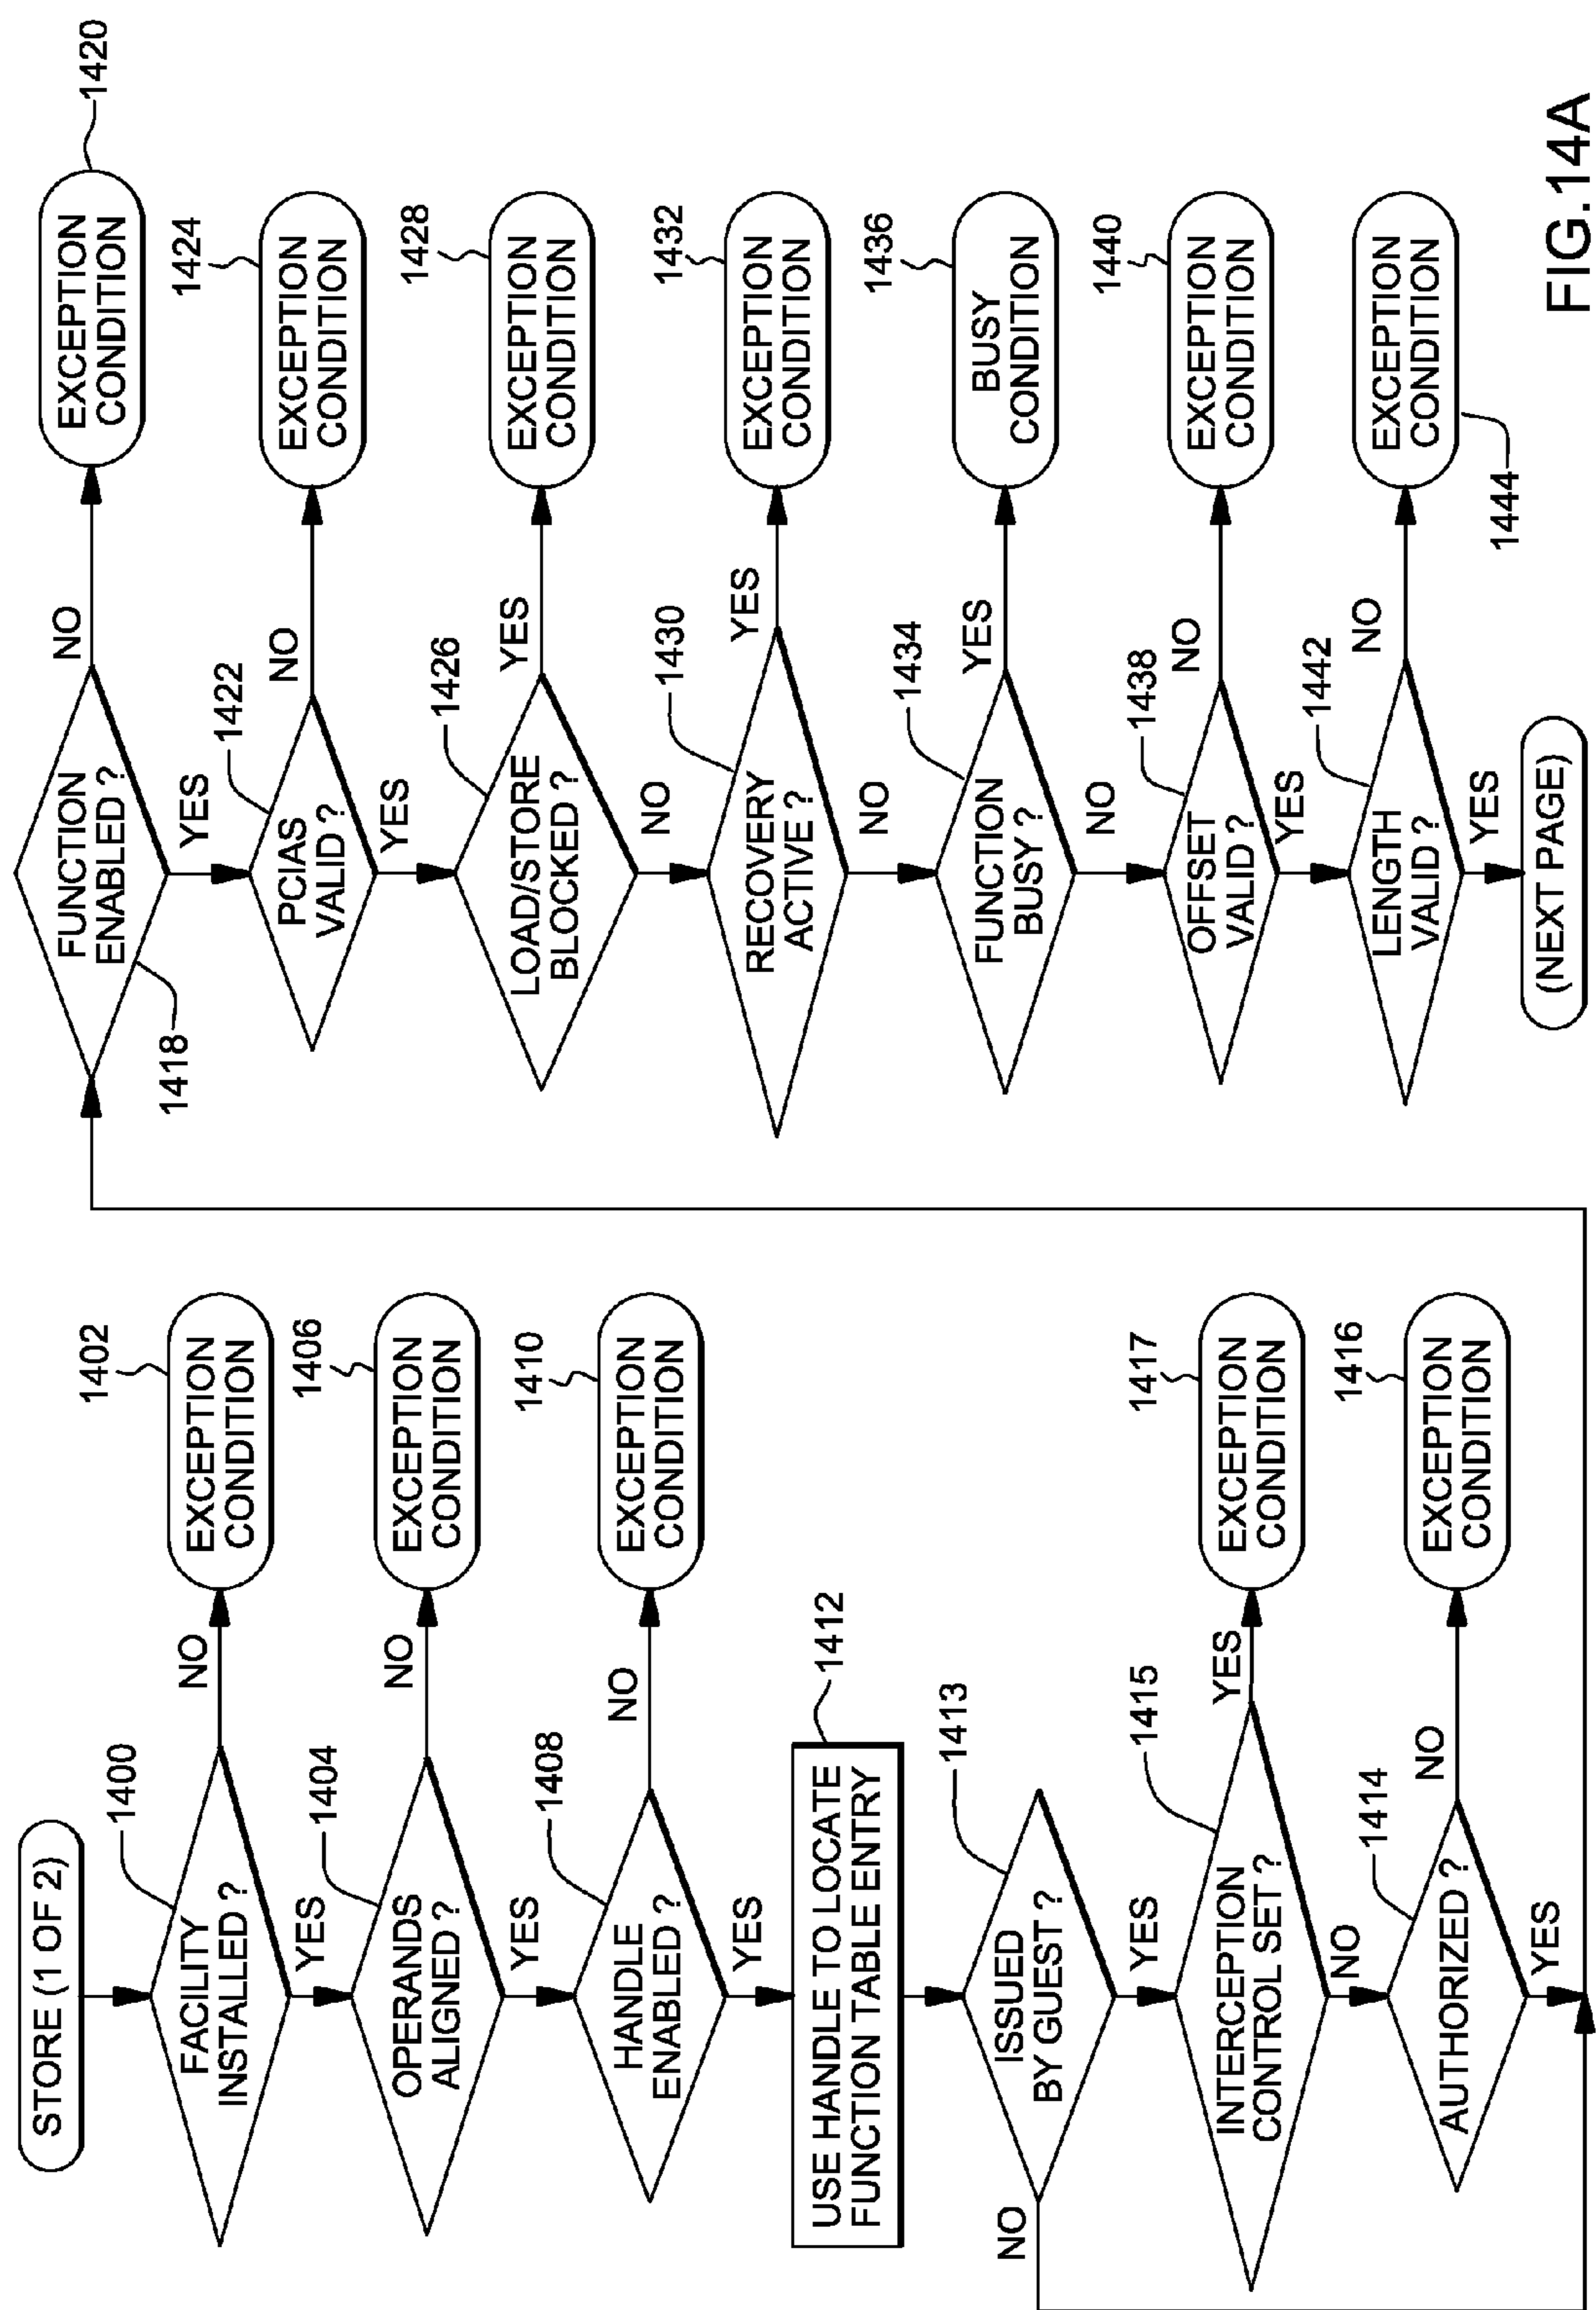 STORE (1 OF 2)
1400
FACILITY
INSTALLED ?
NO
1402
EXCEPTION
CONDITION
YES
1404
OPERANDS
ALIGNED ?
NO
1406
EXCEPTION
CONDITION
YES
1408
HANDLE
ENABLED ?
NO
1410
EXCEPTION
CONDITION
YES
1412
USE HANDLE TO LOCATE
FUNCTION TABLE ENTRY
1413
ISSUED
BY GUEST ?
NO
YES
1415
INTERCEPTION
CONTROL SET ?
YES
1417
EXCEPTION
CONDITION
NO
1414
AUTHORIZED ?
NO
1416
EXCEPTION
CONDITION
YES
1418
FUNCTION
ENABLED ?
NO
1420
EXCEPTION
CONDITION
YES
1422
PCIAS
VALID ?
NO
1424
EXCEPTION
CONDITION
YES
1426
LOAD/STORE
BLOCKED ?
YES
1428
EXCEPTION
CONDITION
NO
1430
RECOVERY
ACTIVE ?
YES
1432
EXCEPTION
CONDITION
NO
1434
FUNCTION
BUSY ?
YES
1436
BUSY
CONDITION
NO
1438
OFFSET
VALID ?
NO
1440
EXCEPTION
CONDITION
YES
1442
LENGTH
VALID ?
NO
1444
EXCEPTION
CONDITION
YES
(NEXT PAGE)
FIG.14A